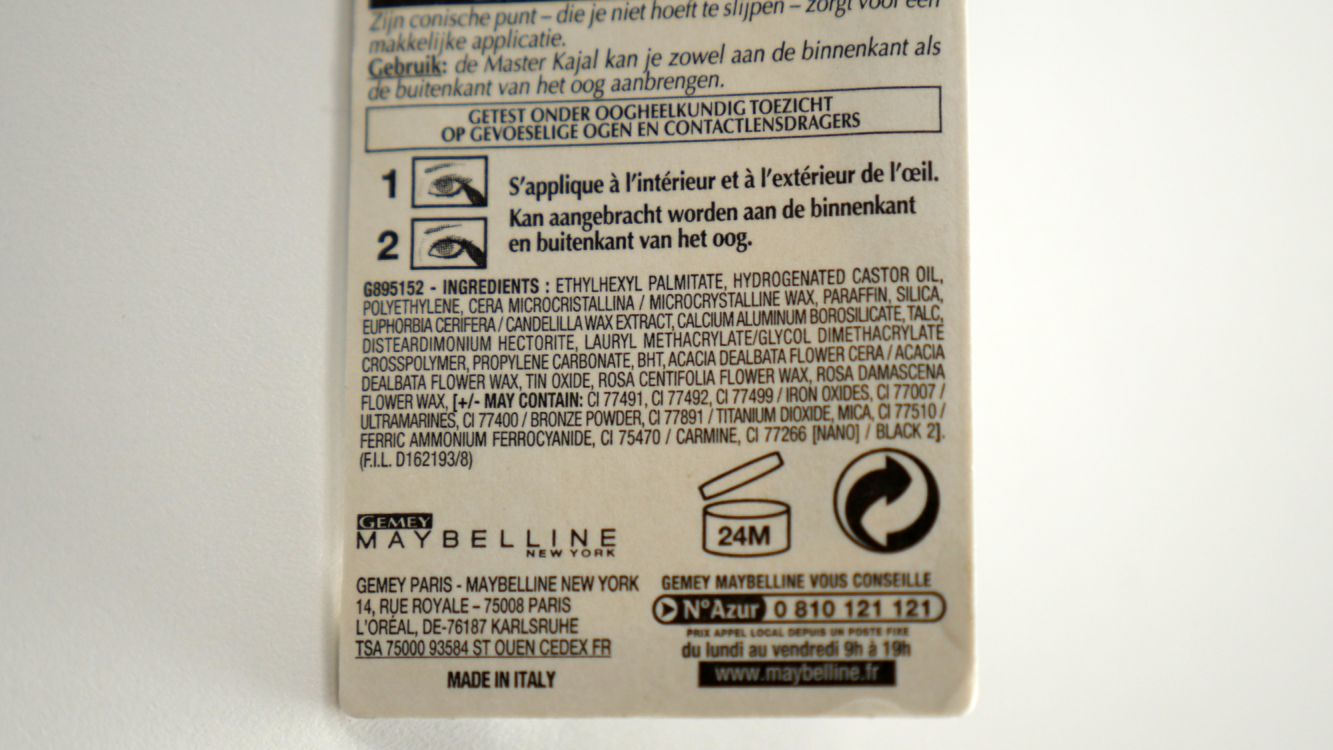 Zijn conische punt – die je niet hoeft te slijpen – zorgt voor een
makkelijke applicatie.
Gebruik: de Master Kajal kan je zowel aan de binnenkant als
de buitenkant van het oog aanbrengen.
GETEST ONDER OOGHEELKUNDIG TOEZICHT
OP GEVOESELIGE OGEN EN CONTACTLENSDRAGERS
1
S'applique à l'intérieur et à l'extérieur de l'œil.
Kan aangebracht worden aan de binnenkant
2
en buitenkant van het oog.
G895152 - INGREDIENTS : ETHYLHEXYL PALMITATE, HYDROGENATED CASTOR OIL,
POLYETHYLENE, CERA MICROCRISTALLINA / MICROCRYSTALLINE WAX, PARAFFIN, SILICA,
EUPHORBIA CERIFERA / CANDELILLA WAX EXTRACT, CALCIUM ALUMINUM BOROSILICATE, TALC,
DISTEARDIMONIUM HECTORITE, LAURYL METHACRYLATE/GLYCOL DIMETHACRYLATE
CROSSPOLYMER, PROPYLENE CARBONATE, BHT, ACACIA DEALBATA FLOWER CERA / ACACIA
DEALBATA FLOWER WAX, TIN OXIDE, ROSA CENTIFOLIA FLOWER WAX, ROSA DAMASCENA
FLOWER WAX, [+/- MAY CONTAIN: CI 77491, CI 77492, CI 77499 / IRON OXIDES, CI 77007 /
ULTRAMARINES, CI 77400 / BRONZE POWDER, CI 77891 / TITANIUM DIOXIDE, MICA, CI 77510 /
FERRIC AMMONIUM FERROCYANIDE, CI 75470 / CARMINE, CI 77266 [NANO] / BLACK 2].
(F.I.L. D162193/8)
24M
GEMEY
MAYBELLINE
NEW YORK
GEMEY PARIS - MAYBELLINE NEW YORK
14, RUE ROYALE – 75008 PARIS
L'ORÉAL, DE-76187 KARLSRUHE
TSA 75000 93584 ST OUEN CEDEX FR
MADE IN ITALY
GEMEY MAYBELLINE VOUS CONSEILLE
N°Azur 0 810 121 121
PRIX APPEL LOCAL DEPUIS UN POSTE FIXE
du lundi au vendredi 9h à 19h
www.maybelline.fr